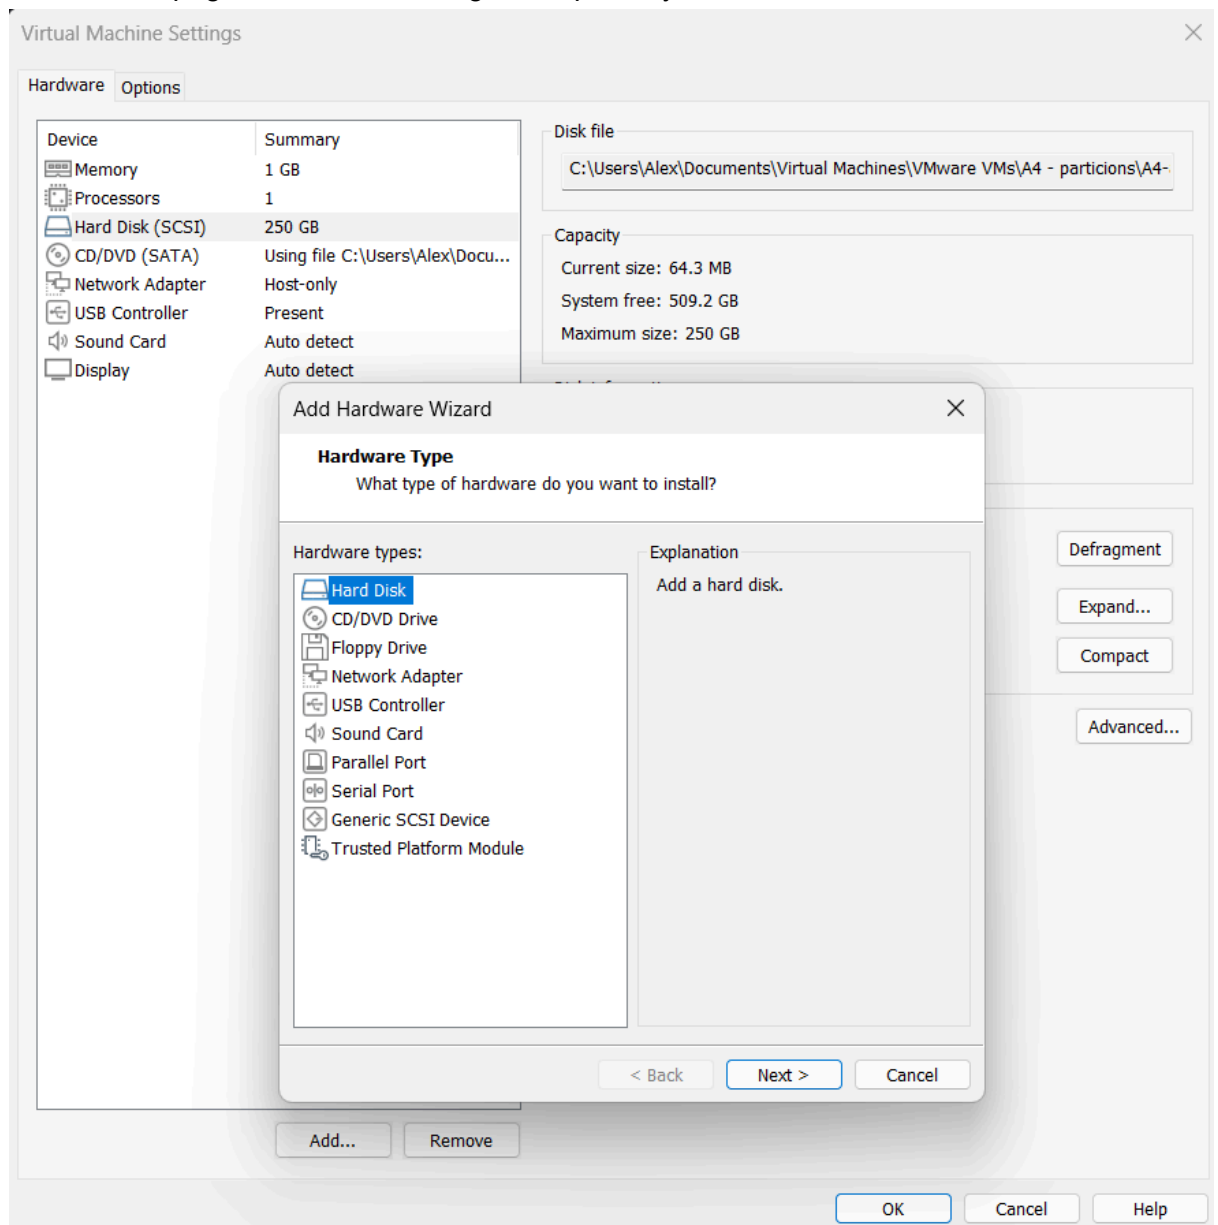 Virtual Machine Settings
Hardware Options
Device Summary
Memory 1 GB
Processors 1
Hard Disk (SCSI) 250 GB
CD/DVD (SATA) Using file C:\Users\Alex\Docu...
Network Adapter Host-only
USB Controller Present
Sound Card Auto detect
Display Auto detect
Disk file
C:\Users\Alex\Documents\Virtual Machines\VMware VMs\A4 - particions\A4-
Capacity
Current size: 64.3 MB
System free: 509.2 GB
Maximum size: 250 GB
Add Hardware Wizard
Hardware Type
What type of hardware do you want to install?
Hardware types:
Hard Disk
CD/DVD Drive
Floppy Drive
Network Adapter
USB Controller
Sound Card
Parallel Port
Serial Port
Generic SCSI Device
Trusted Platform Module
Explanation
Add a hard disk.
< Back Next > Cancel
Defragment
Expand...
Compact
Advanced...
Add... Remove
OK Cancel Help